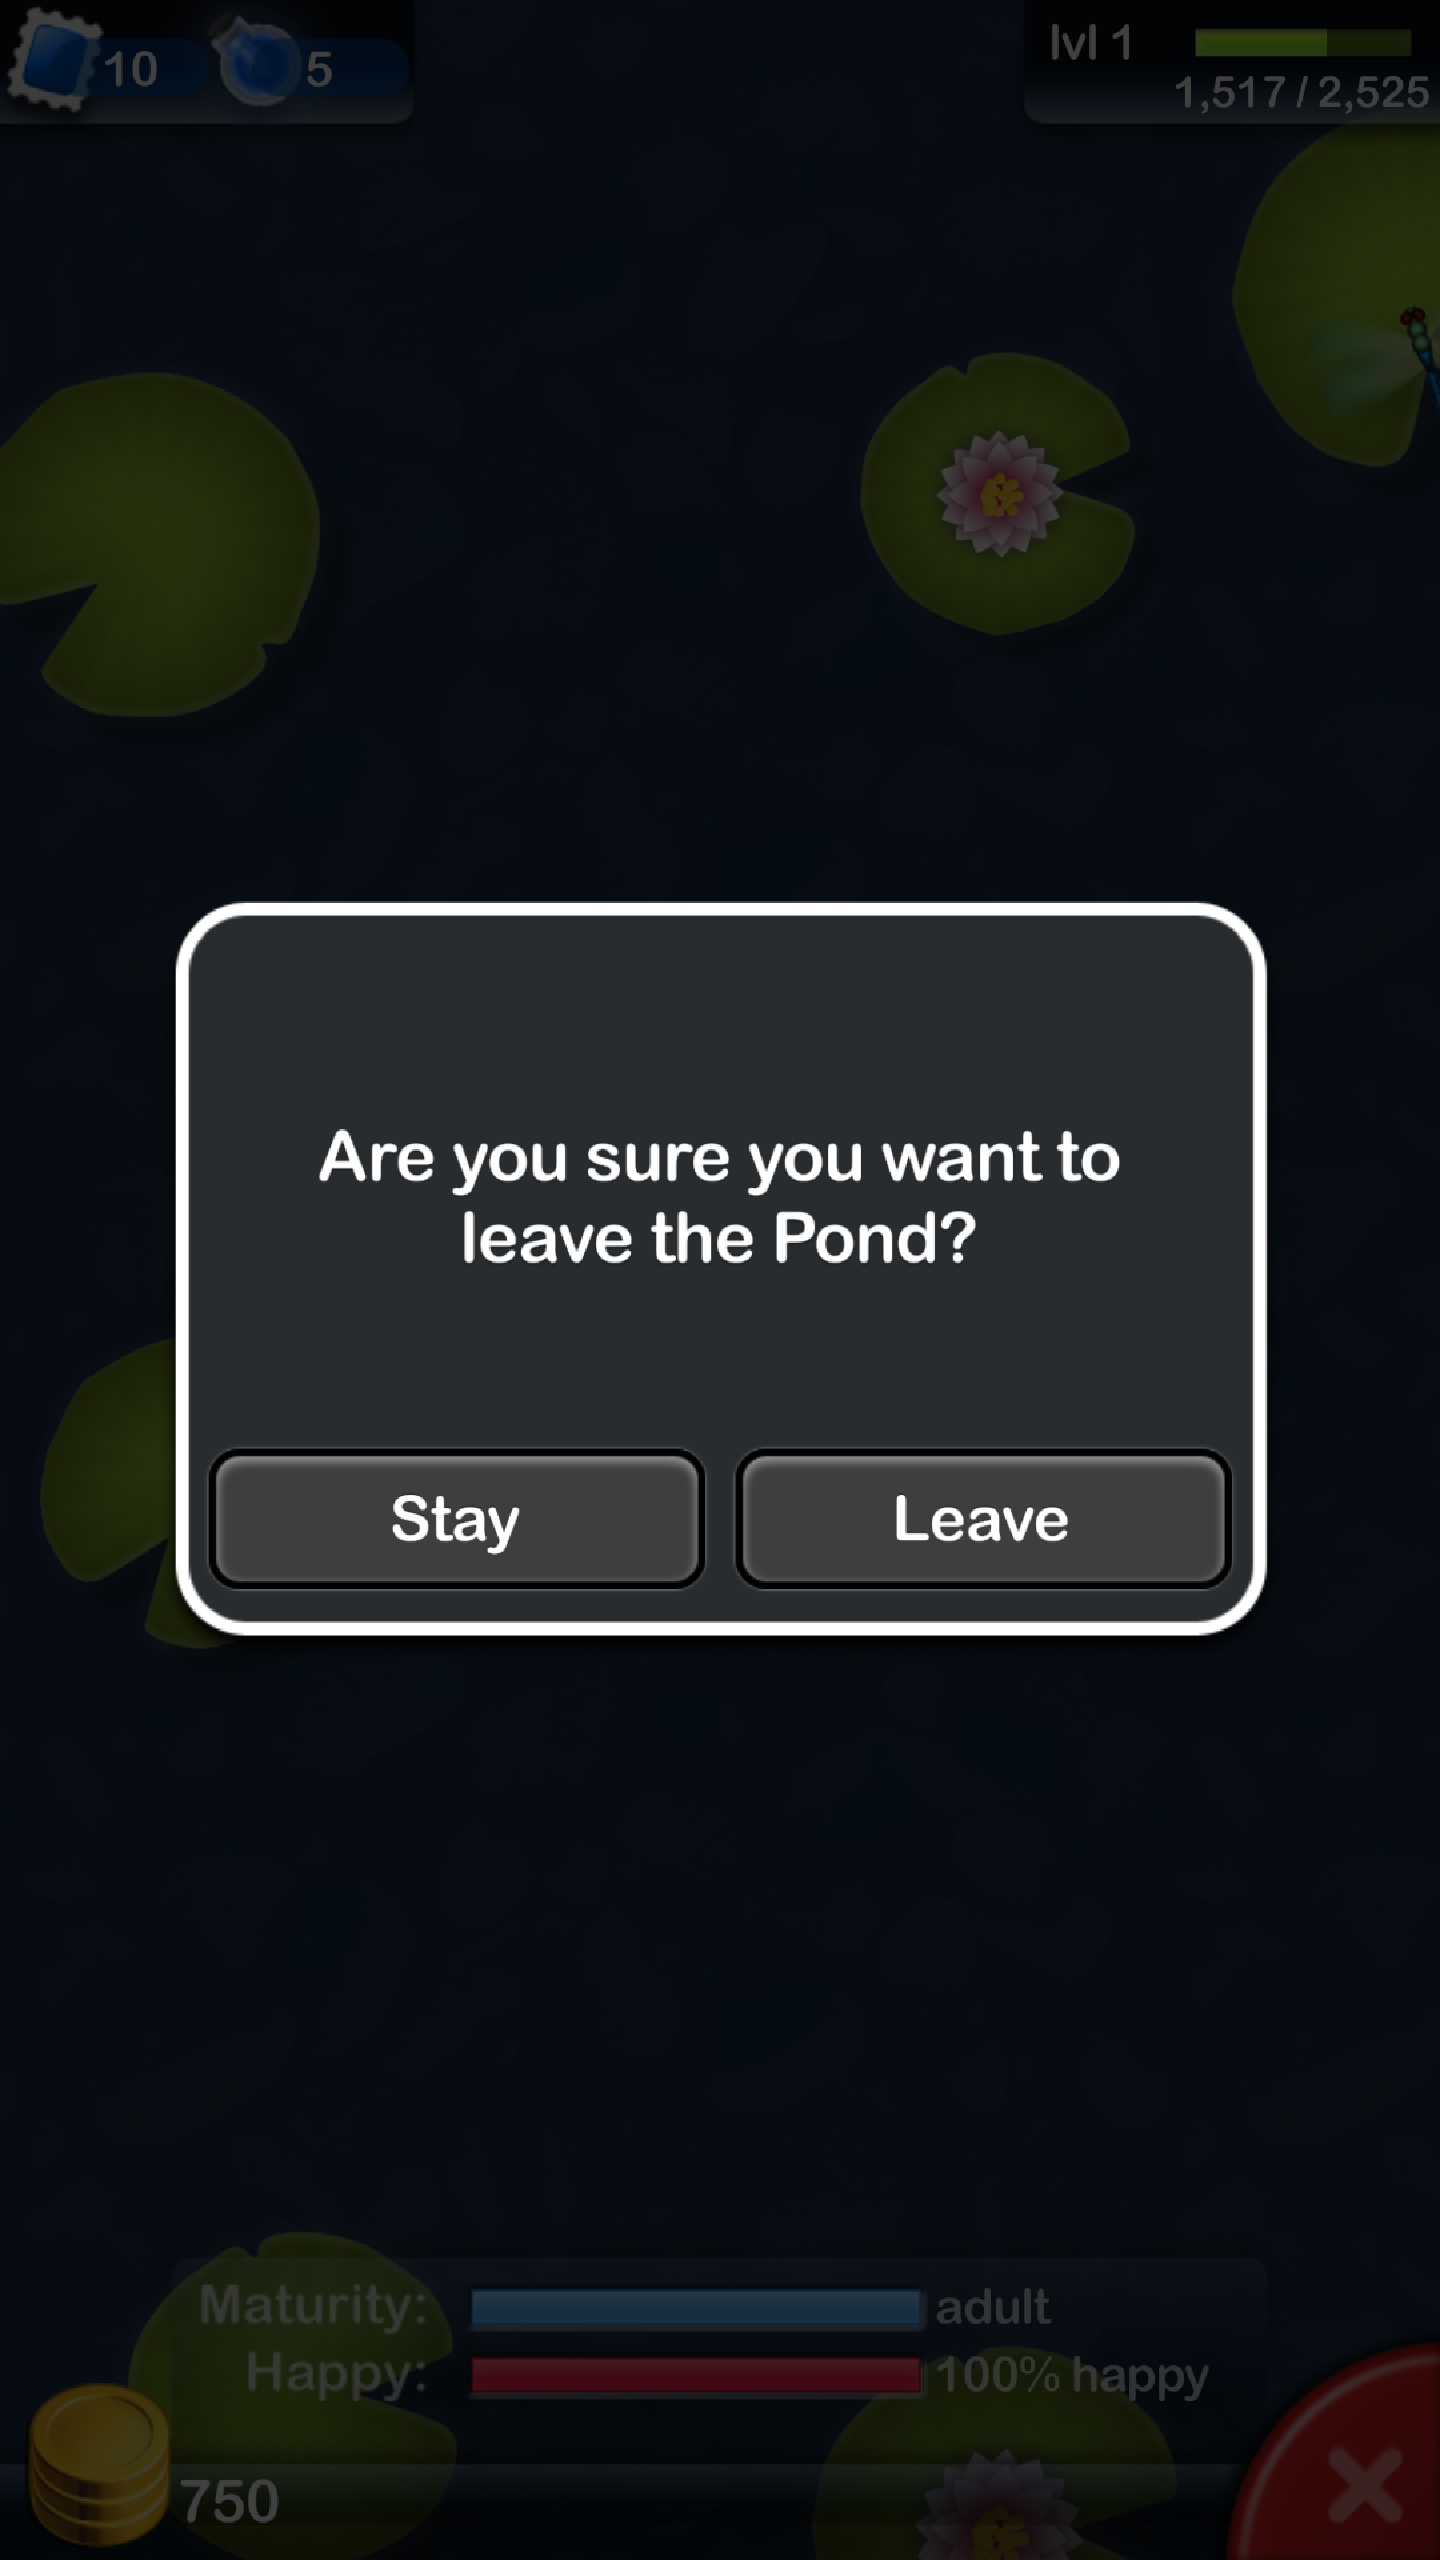 10
5
lvl 1
1,517 / 2,525
Are you sure you want to
leave the Pond?
Stay
Leave
Maturity:
adult
Happy:
100% happy
750